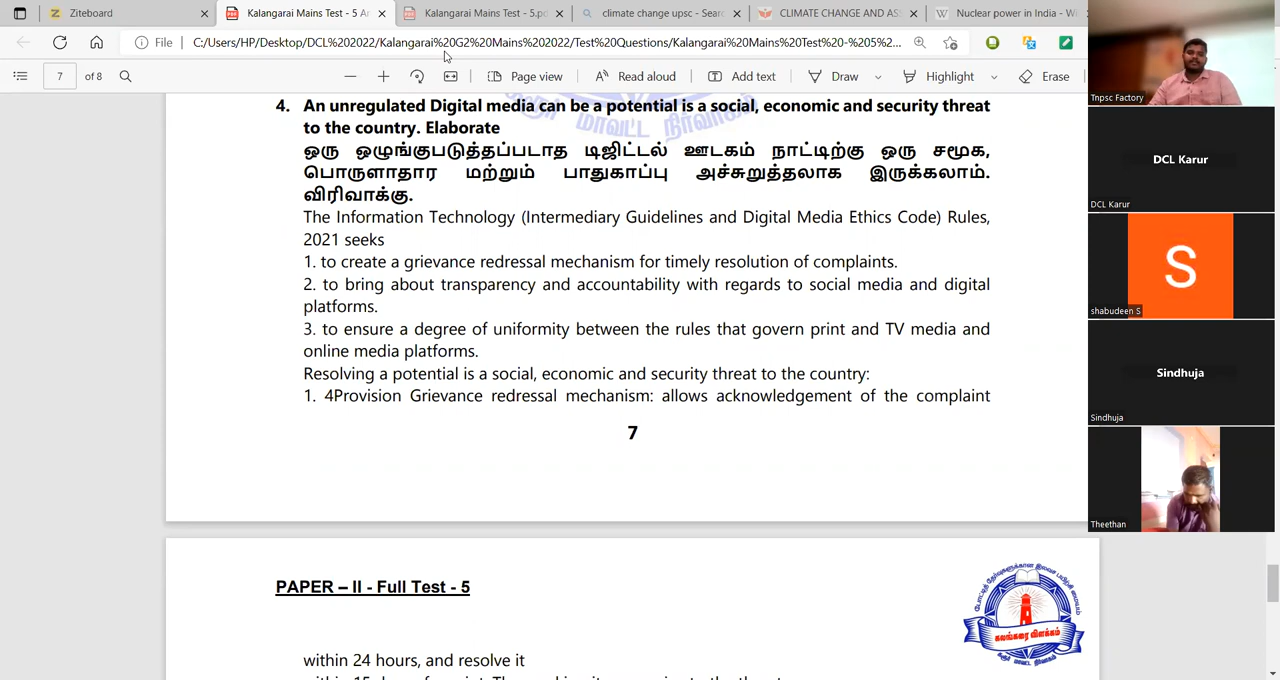 Ziteboard
Kalangarai Mains Test - 5 An
Kalangarai Mains Test - 5.pd
climate change upsc - Sear
CLIMATE CHANGE AND ASS
Nuclear power in India - W
File
C:/Users/HP/Desktop/DCL%202022/Kalangarai%20G2%20Mains%202022/Test%20Questions/Kalangarai%20Mains%20Test%20-%205%2...
7 of 8
Page view
Read aloud
Add text
Draw
Highlight
Erase
Tnpsc Factory
DCL Karur
DCL Karur
S
shabudeen S
Sindhuja
Sindhuja
Theethan
4. An unregulated Digital media can be a potential is a social, economic and security threat
to the country. Elaborate
ஒரு ஒழுங்குபடுத்தப்படாத டிஜிட்டல் ஊடகம் நாட்டிற்கு ஒரு சமூக,
பொருளாதார மற்றும் பாதுகாப்பு அச்சுறுத்தலாக இருக்கலாம்.
விரிவாக்கு.
The Information Technology (Intermediary Guidelines and Digital Media Ethics Code) Rules,
2021 seeks
1. to create a grievance redressal mechanism for timely resolution of complaints.
2. to bring about transparency and accountability with regards to social media and digital
platforms.
3. to ensure a degree of uniformity between the rules that govern print and TV media and
online media platforms.
Resolving a potential is a social, economic and security threat to the country:
1. 4Provision Grievance redressal mechanism: allows acknowledgement of the complaint
7
PAPER – II - Full Test - 5
கலங்கரை விளக்கம்
within 24 hours, and resolve it